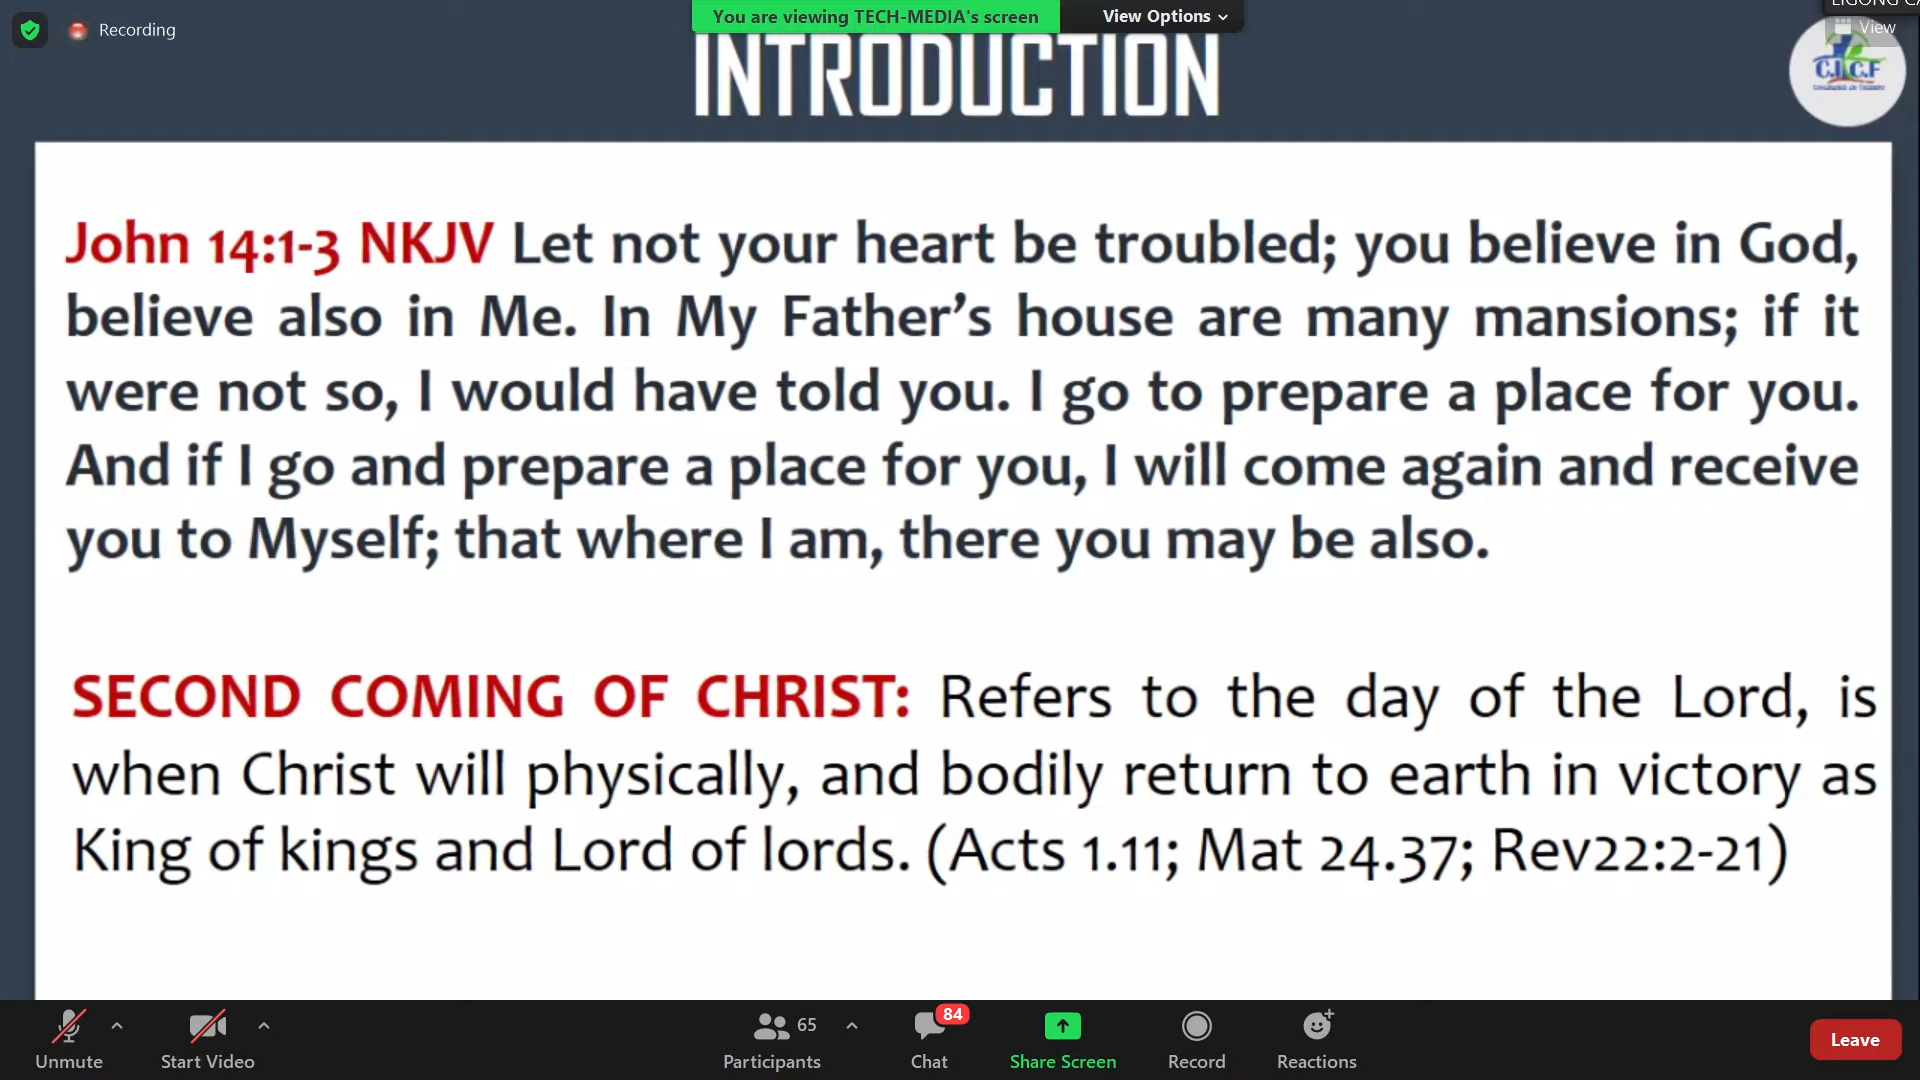 You are viewing TECH-MEDIA's screen
View Options
Recording
View
INTRODUCTION
C.I.C.F
John 14:1-3 NKJV Let not your heart be troubled; you believe in God,
believe also in Me. In My Father’s house are many mansions; if it
were not so, I would have told you. I go to prepare a place for you.
And if I go and prepare a place for you, I will come again and receive
you to Myself; that where I am, there you may be also.
SECOND COMING OF CHRIST: Refers to the day of the Lord, is
when Christ will physically, and bodily return to earth in victory as
King of kings and Lord of lords. (Acts 1.11; Mat 24.37; Rev22:2-21)
Unmute
Start Video
65
Participants
84
Chat
Share Screen
Record
Reactions
Leave